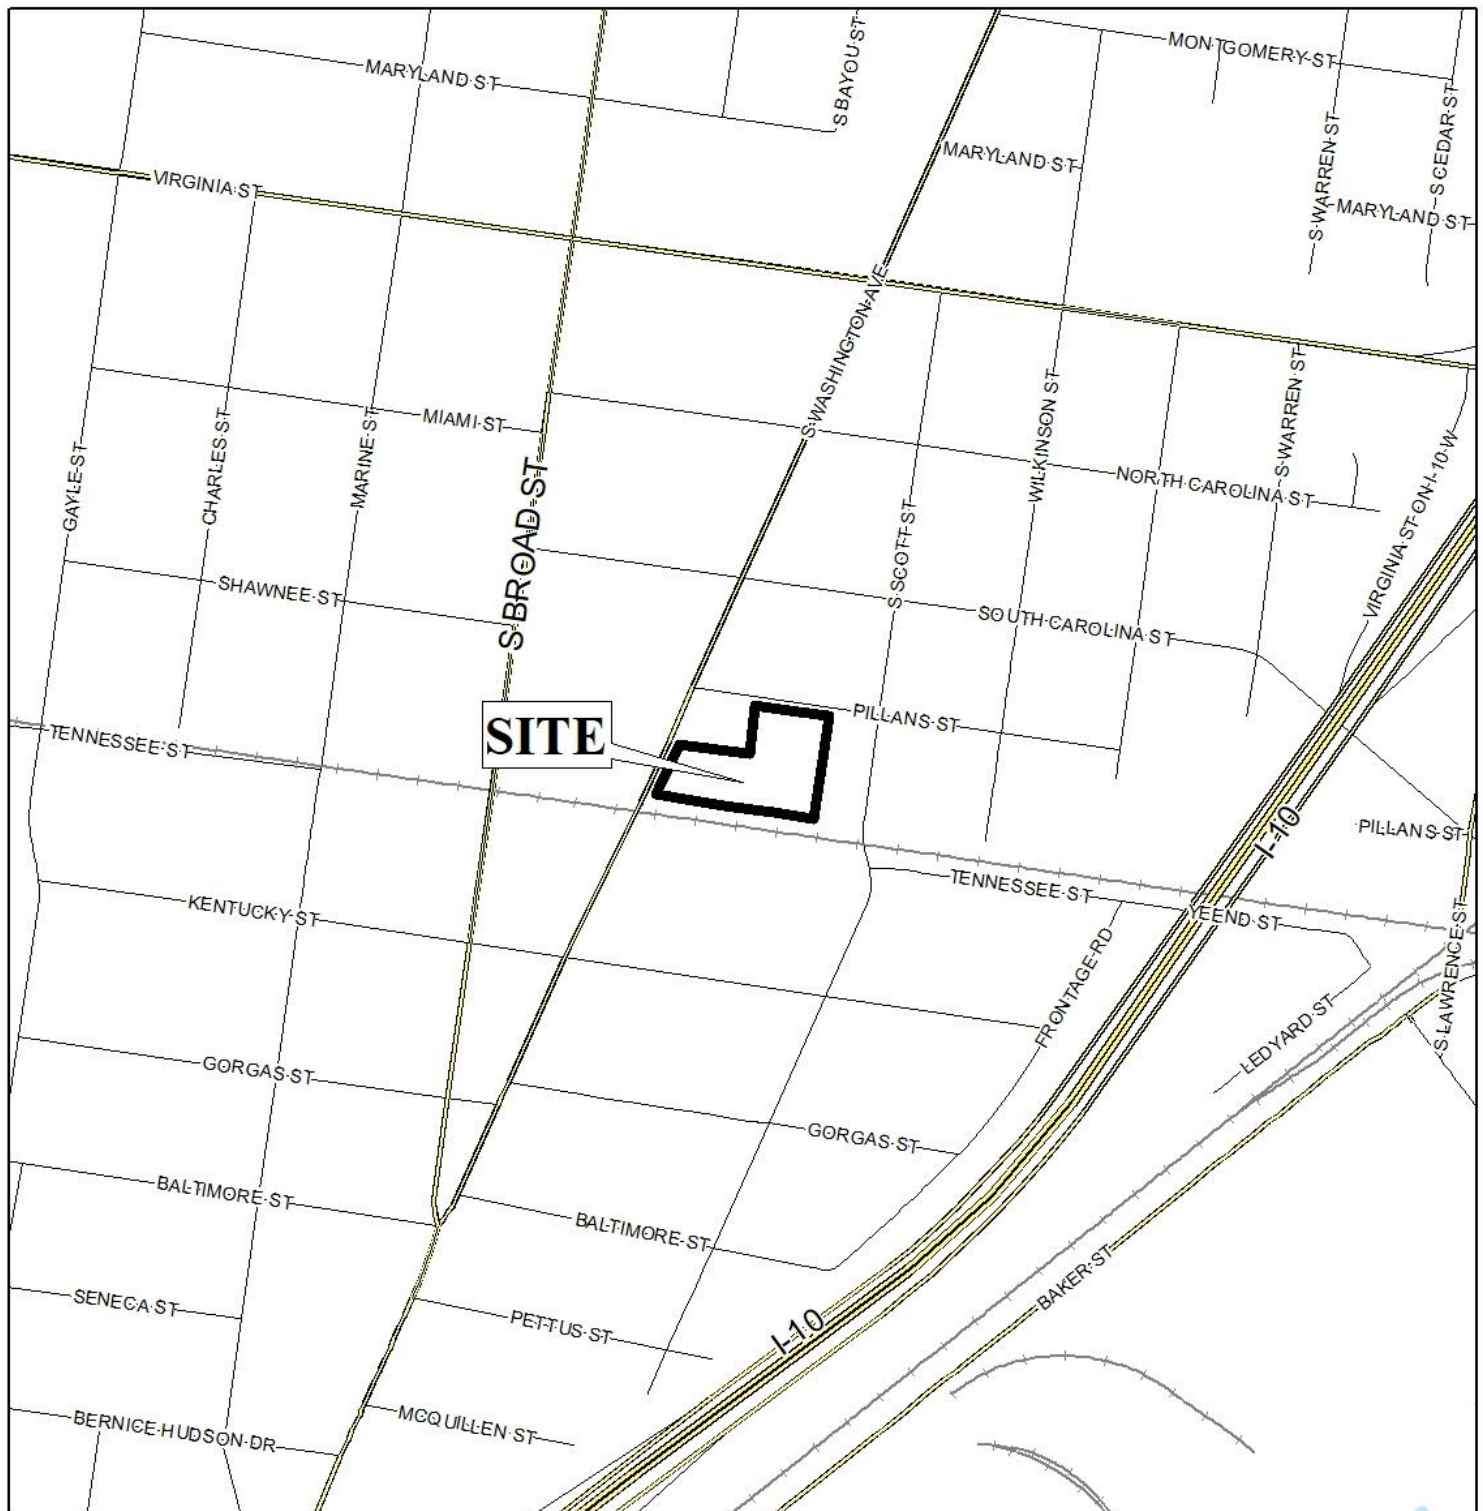 MONTGOMERY ST
S BAYOU ST
MARYLAND ST
MARYLAND ST
S WARREN ST
S CEDAR ST
VIRGINIA ST
MARYLAND ST
S WASHINGTON AVE
MIAMI ST
GAYLE ST
CHARLES ST
MARINE ST
S BROAD ST
WILKINSON ST
S WARREN ST
NORTH CAROLINA ST
VIRGINIA ST ON I-10 W
S SCOTT ST
SHAWNEE ST
SOUTH CAROLINA ST
PILLANS ST
SITE
TENNESSEE ST
I-10
PILLANS ST
TENNESSEE ST
KENTUCKY ST
YEEND ST
S LAWRENCE ST
FRONTAGE RD
LEDYARD ST
GORGAS ST
GORGAS ST
BALTIMORE ST
BALTIMORE ST
BAKER ST
SENECA ST
PETTUS ST
I-10
BERNICE HUDSON DR
MCQUILLEN ST